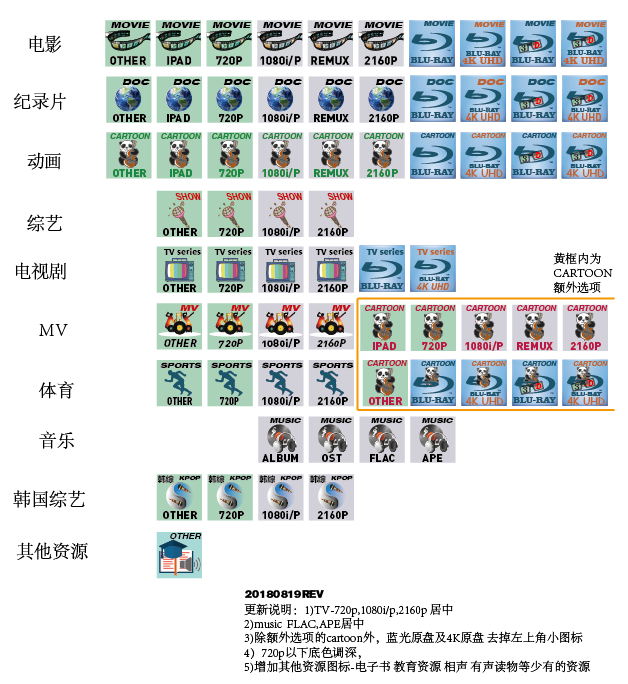 MOVIE MOVIE MOVIE MOVIE MOVIE MOVIE MOVIE MOVIE MOVIE MOVIE
电影
OTHER IPAD 720P 1080i/P REMUX 2160P BLU-RAY BLU-RAY 4K UHD BLU-RAY BLU-RAY 4K UHD
DOC DOC DOC DOC DOC DOC DOC DOC DOC DOC
纪录片
OTHER IPAD 720P 1080i/P REMUX 2160P BLU-RAY BLU-RAT 4K UHD BLU-RAY BLU-RAT 4K UHD
CARTOON CARTOON CARTOON CARTOON CARTOON CARTOON CARTOON CARTOON CARTOON CARTOON
动画
OTHER IPAD 720P 1080i/P REMUX 2160P BLU-RAY BLU-RAT 4K UHD BLU-RAY BLU-RAT 4K UHD
SHOW SHOW SHOW SHOW
综艺
OTHER 720P 1080i/P 2160P
TV series TV series TV series TV series TV series TV series
电视剧
OTHER 720P 1080i/P 2160P BLU-RAY 4K UHD
黄框内为
CARTOON
额外选项
MV MV MV MV CARTOON CARTOON CARTOON CARTOON CARTOON
MV
OTHER 720P 1080i/P 2160P IPAD 720P 1080i/P REMUX 2160P
SPORTS SPORTS SPORTS SPORTS CARTOON CARTOON CARTOON CARTOON CARTOON
体育
OTHER 720P 1080i/P 2160P OTHER BLU-RAY 4K UHD BLU-RAY 4K UHD
MUSIC MUSIC MUSIC MUSIC
音乐
ALBUM OST FLAC APE
韩综 KPOP 韩综 KPOP 韩综 KPOP 韩综 KPOP
韩国综艺
OTHER 720P 1080i/P 2160P
OTHER
其他资源
20180819REV
更新说明：1)TV-720p,1080i/p,2160p 居中
2)music FLAC,APE居中
3)除额外选项的cartoon外，蓝光原盘及4K原盘 去掉左上角小图标
4）720p以下底色调深，
5)增加其他资源图标-电子书 教育资源 相声 有声读物等少有的资源